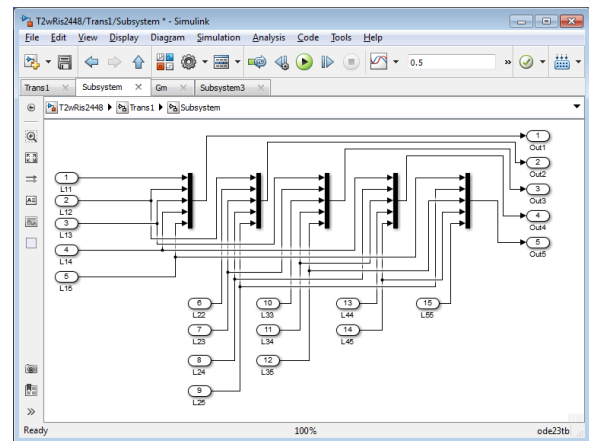 T2wRis2448/Trans1/Subsystem * - Simulink
File Edit View Display Diagram Simulation Analysis Code Tools Help
0.5 »
Trans1 Subsystem Gm Subsystem3
T2wRis2448 Trans1 Subsystem
1 Out1
2 Out2
3 Out3
4 Out4
5 Out5
1 L11
2 L12
3 L13
4 L14
5 L15
6 L22
10 L33
13 L44
15 L55
7 L23
11 L34
14 L45
8 L24
12 L35
9 L25
Ready 100% ode23tb